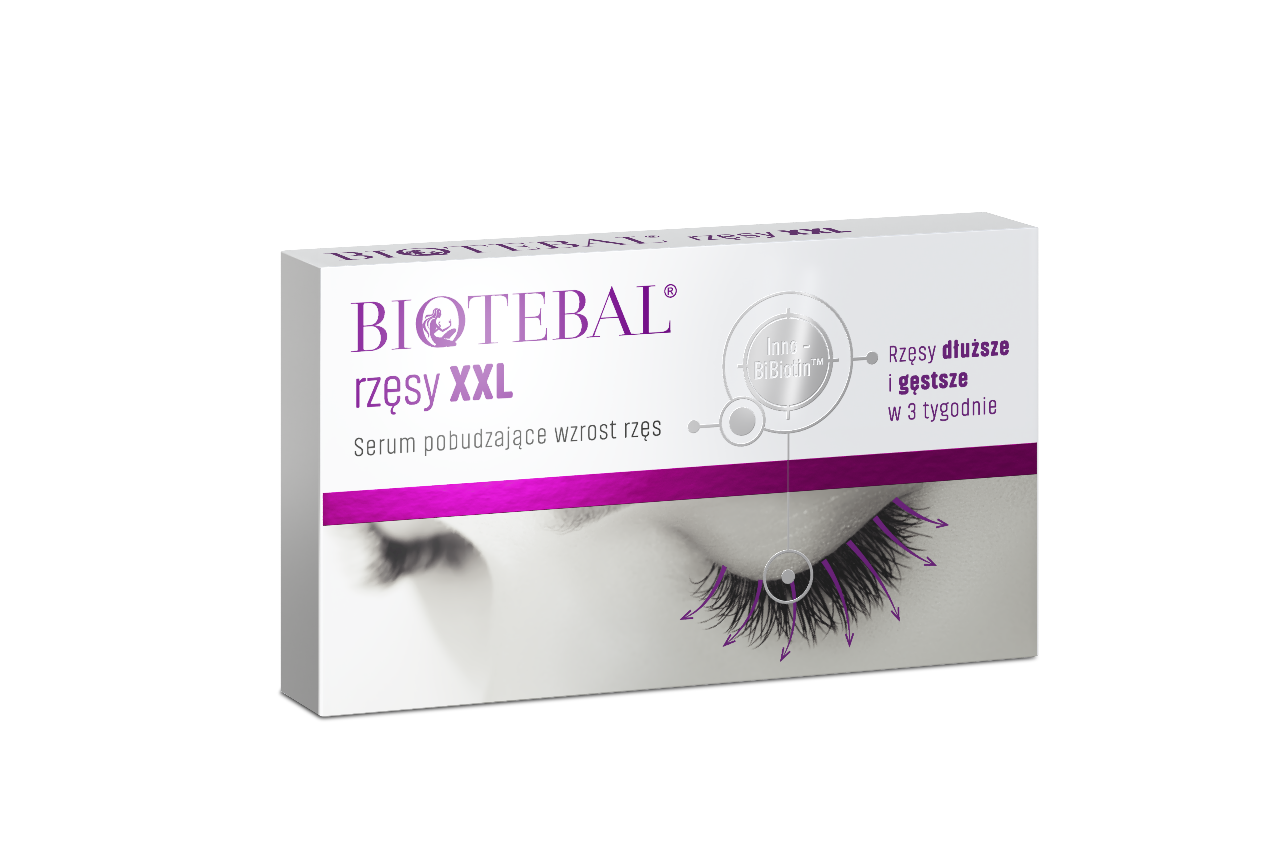 BIOTEBAL® rzęsy XXL
BIOTEBAL®
rzęsy XXL
Serum pobudzające wzrost rzęs
Inno -
BiBiotin™
Rzęsy dłuższe
i gęstsze
w 3 tygodnie